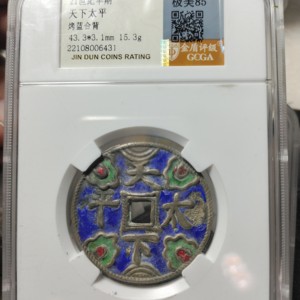 天下太平
烤蓝合背
43.3*3.1mm 15.3g
22108006431
JIN DUN COINS RATING
极美85
金盾评级
GCGA
天下太平